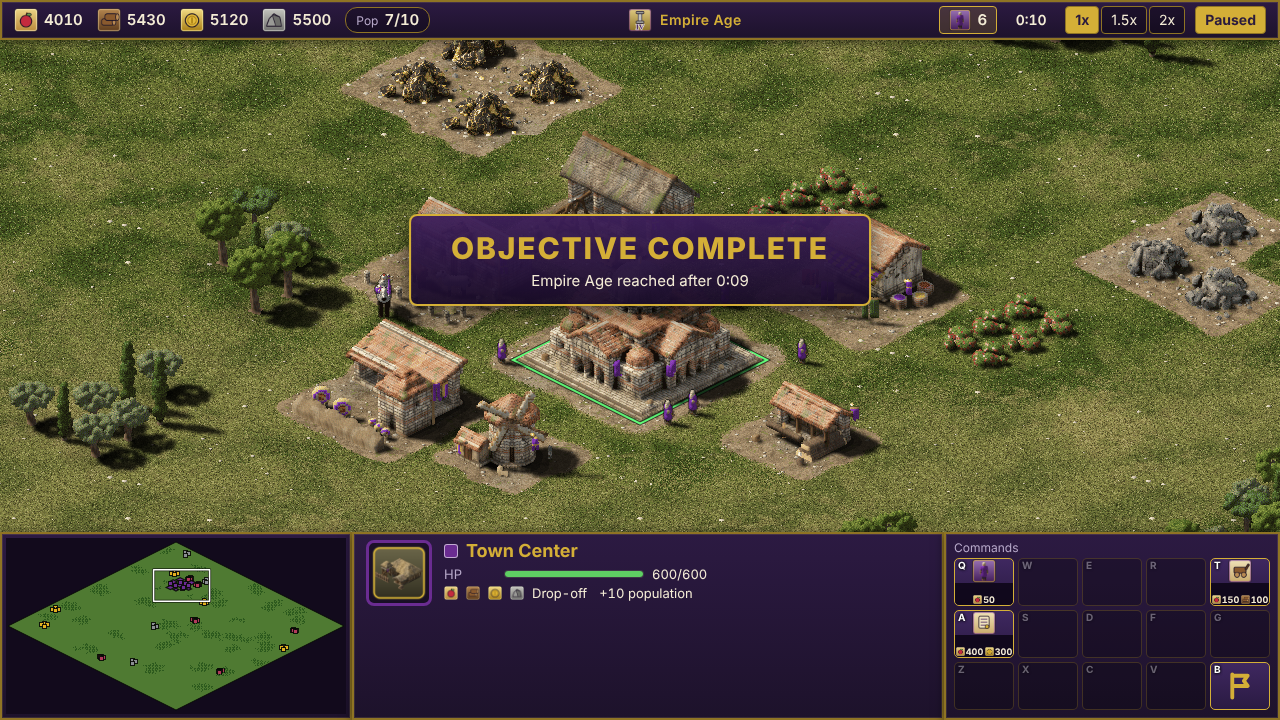 4010 5430 5120 5500 Pop 7/10 Empire Age 6 0:10 1x 1.5x 2x Paused
OBJECTIVE COMPLETE
Empire Age reached after 0:09
Town Center
HP 600/600
Drop-off +10 population
Commands
Q W E R T
50 150 100
A S D F G
400 300
Z X C V B